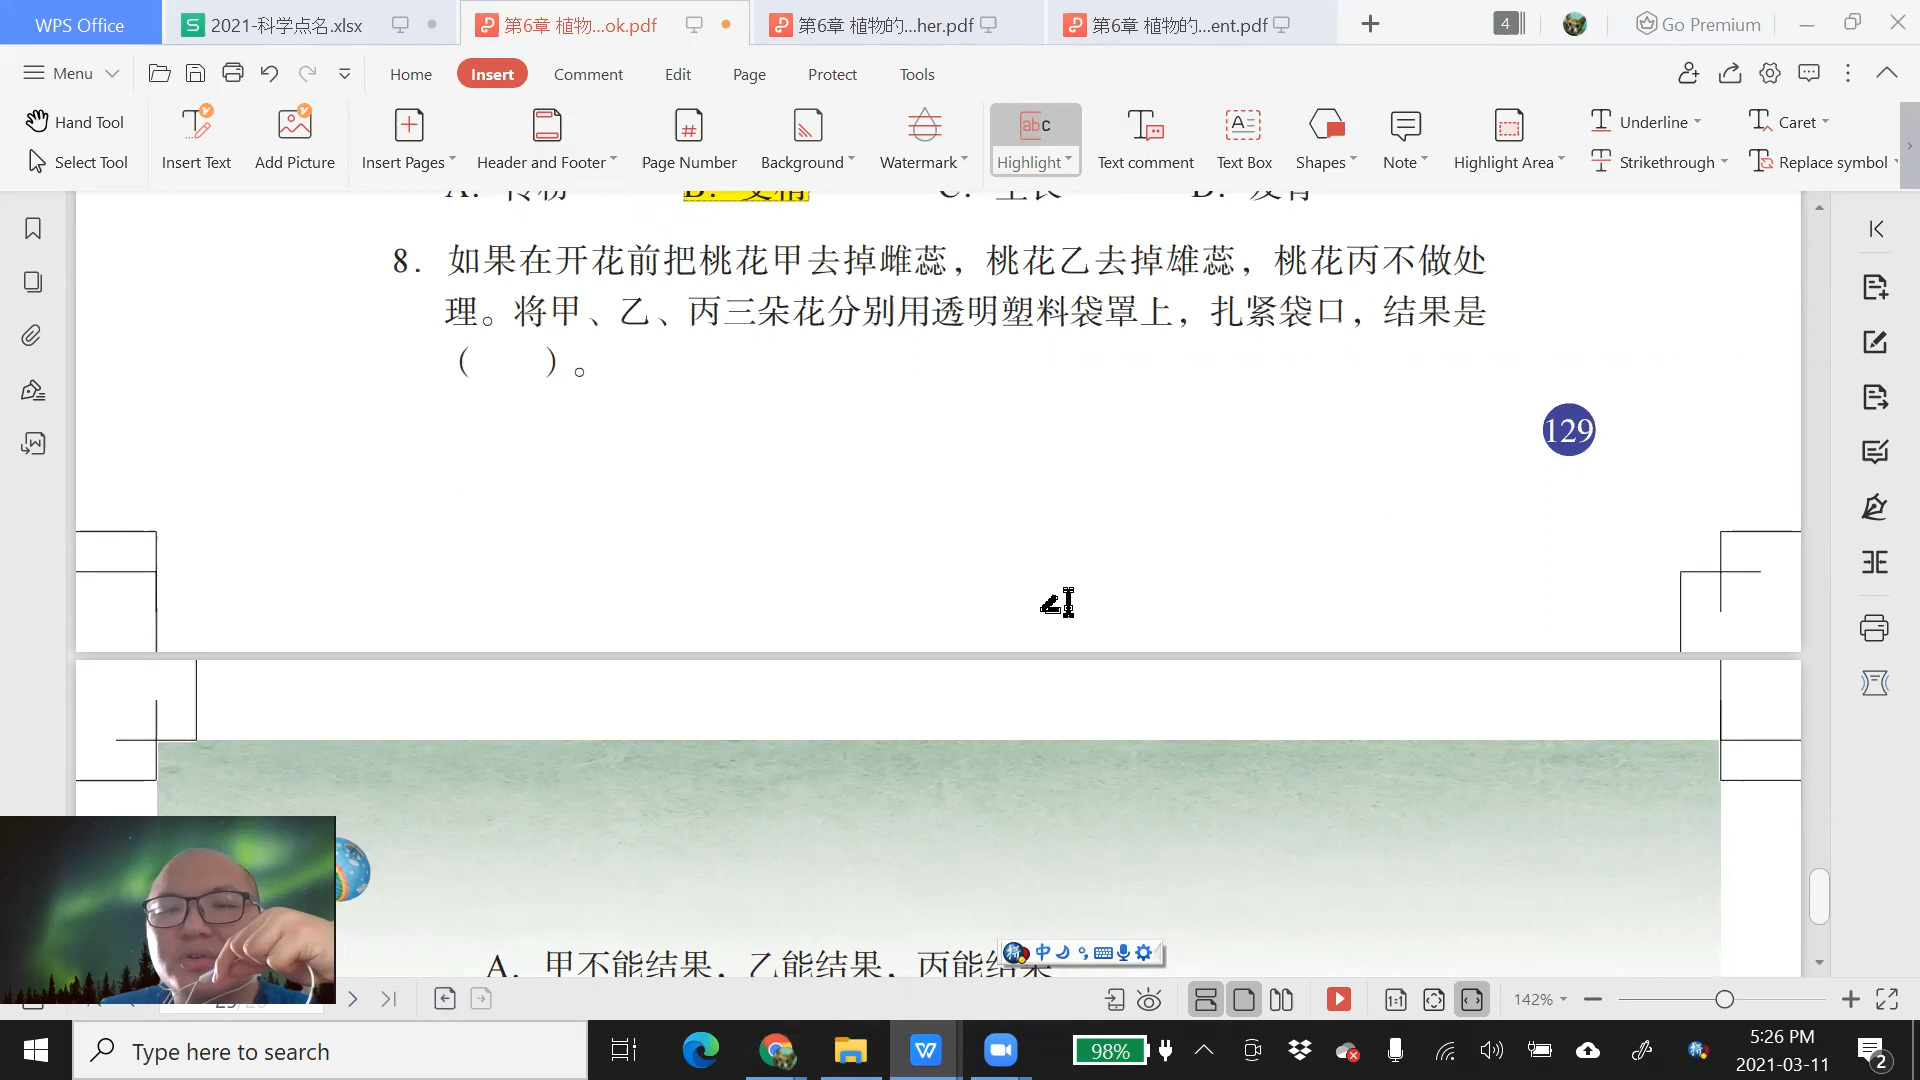 WPS Office
2021-科学点名.xlsx
第6章 植物...ok.pdf
第6章 植物的...her.pdf
第6章 植物的...ent.pdf
4
Go Premium
Menu
Home
Insert
Comment
Edit
Page
Protect
Tools
Hand Tool
Select Tool
Insert Text
Add Picture
Insert Pages
Header and Footer
Page Number
Background
Watermark
Highlight
Text comment
Text Box
Shapes
Note
Highlight Area
Underline
Strikethrough
Caret
Replace symbol
8. 如果在开花前把桃花甲去掉雌蕊，桃花乙去掉雄蕊，桃花丙不做处
理。将甲、乙、丙三朵花分别用透明塑料袋罩上，扎紧袋口，结果是
（ ）。
129
A. 甲不能结果，乙能结果，丙能结果
中
142%
Type here to search
98%
5:26 PM
2021-03-11
2